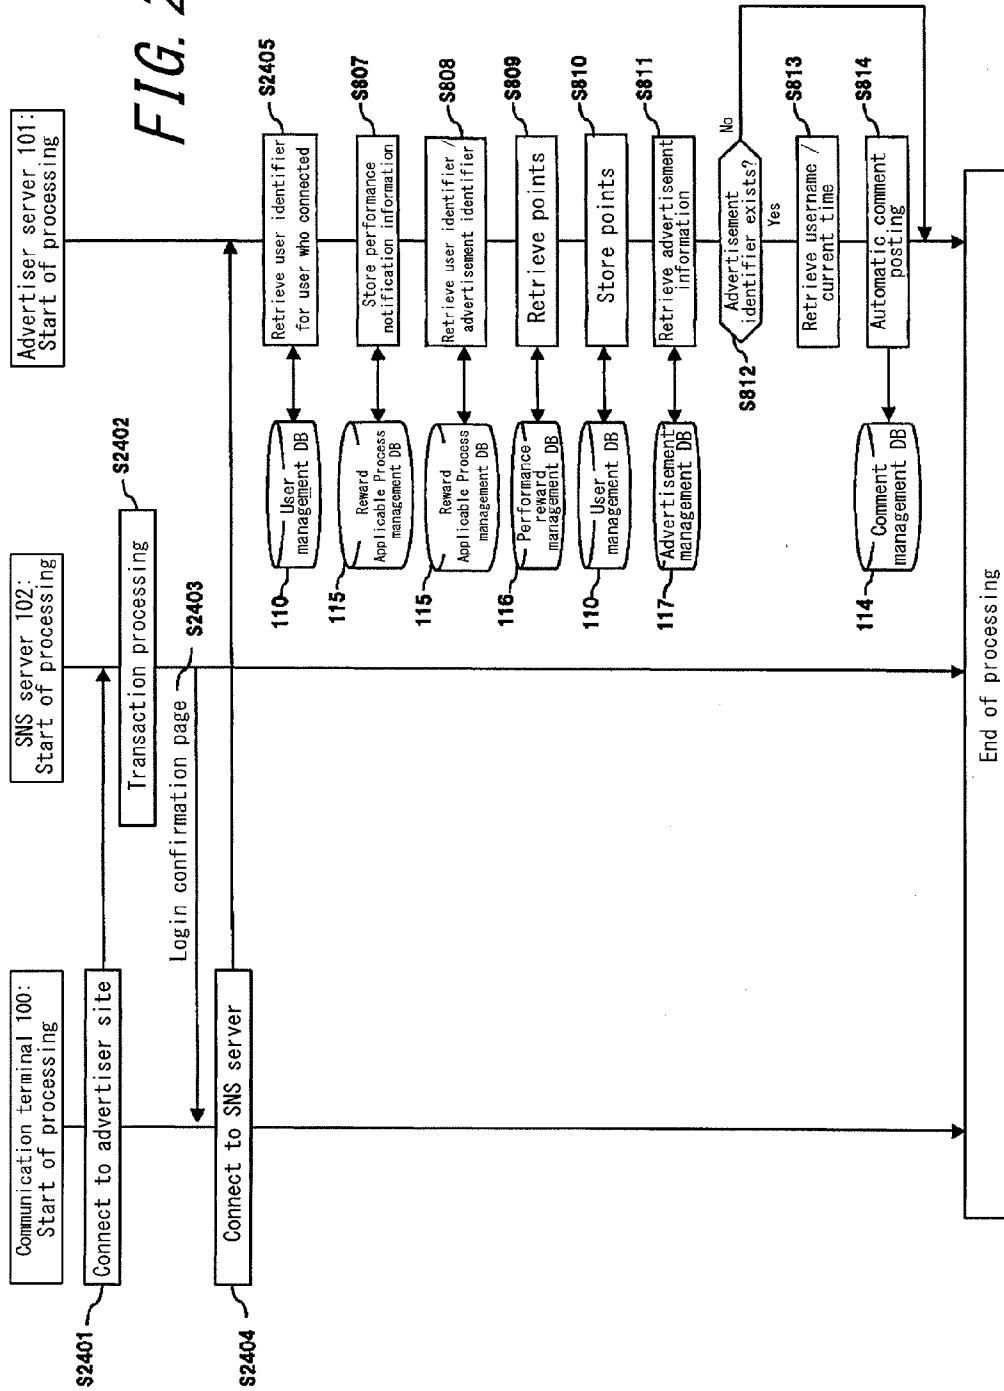 FIG. 2
Communication terminal 100:
Start of processing
SNS server 102:
Start of processing
Advertiser server 101:
Start of processing
S2401
Connect to advertiser site
Transaction processing
S2402
Login confirmation page
S2403
S2404
Connect to SNS server
110
User
management DB
Retrieve user identifier
for user who connected
S2405
115
Reward
Applicable Process
management DB
Store performance
notification information
S807
115
Reward
Applicable Process
management DB
Retrieve user identifier /
advertisement identifier
S808
116
Performance
reward
management DB
Retrieve points
S809
110
User
management DB
Store points
S810
117
Advertisement
management DB
Retrieve advertisement
information
S811
S812
Advertisement
identifier exists?
No
Yes
Retrieve username /
current time
S813
114
Comment
management DB
Automatic comment
posting
S814
End of processing